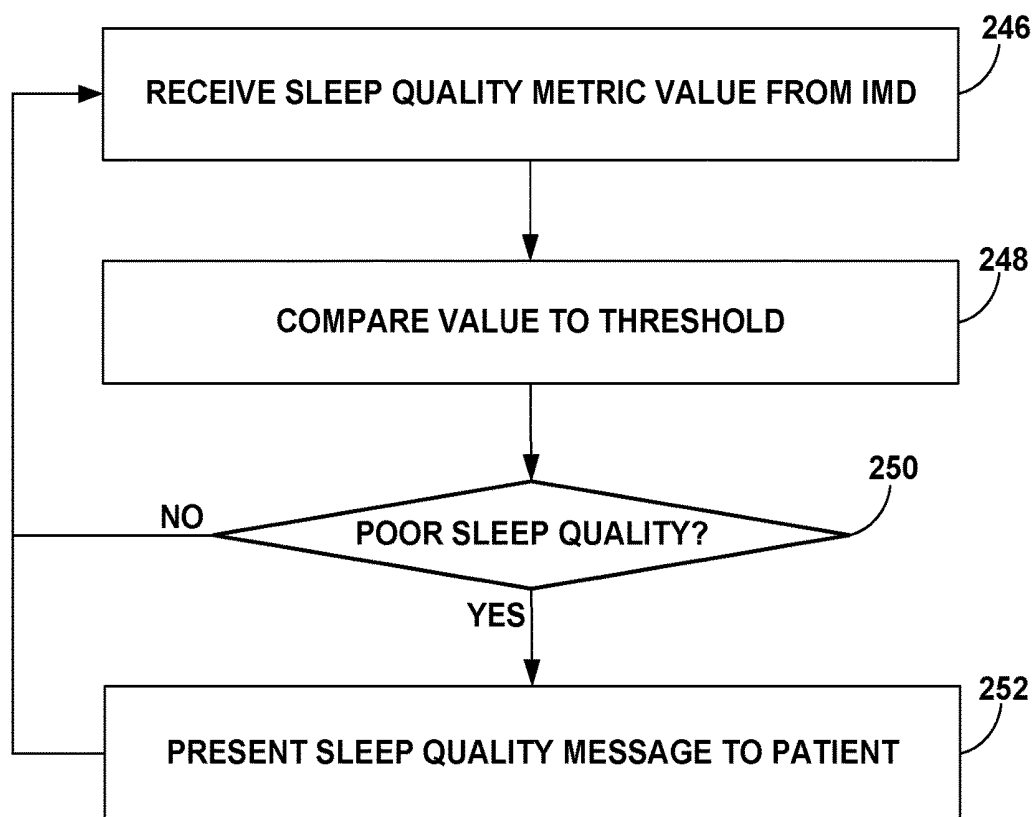 246
RECEIVE SLEEP QUALITY METRIC VALUE FROM IMD
248
COMPARE VALUE TO THRESHOLD
250
POOR SLEEP QUALITY?
NO
YES
252
PRESENT SLEEP QUALITY MESSAGE TO PATIENT